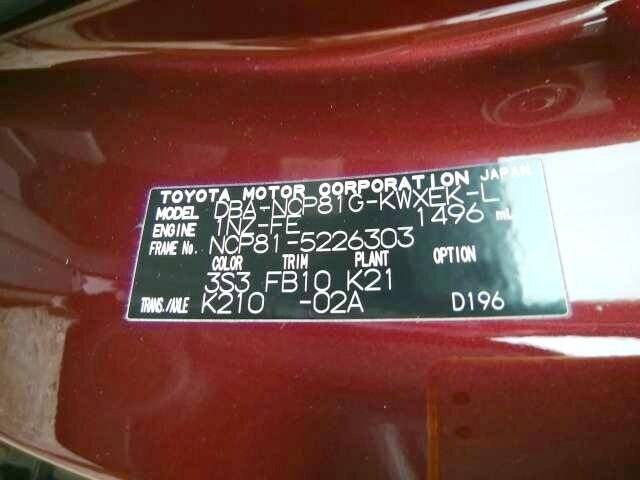 TOYOTA MOTOR CORPORATION JAPAN
MODEL DBA-NCP81G-KWXEK-L
ENGINE 1NZ-FE 1496 mL
FRAME No. NCP81-5226303
COLOR TRIM PLANT OPTION
3S3 FB10 K21
TRANS./AXLE K210 -02A D196